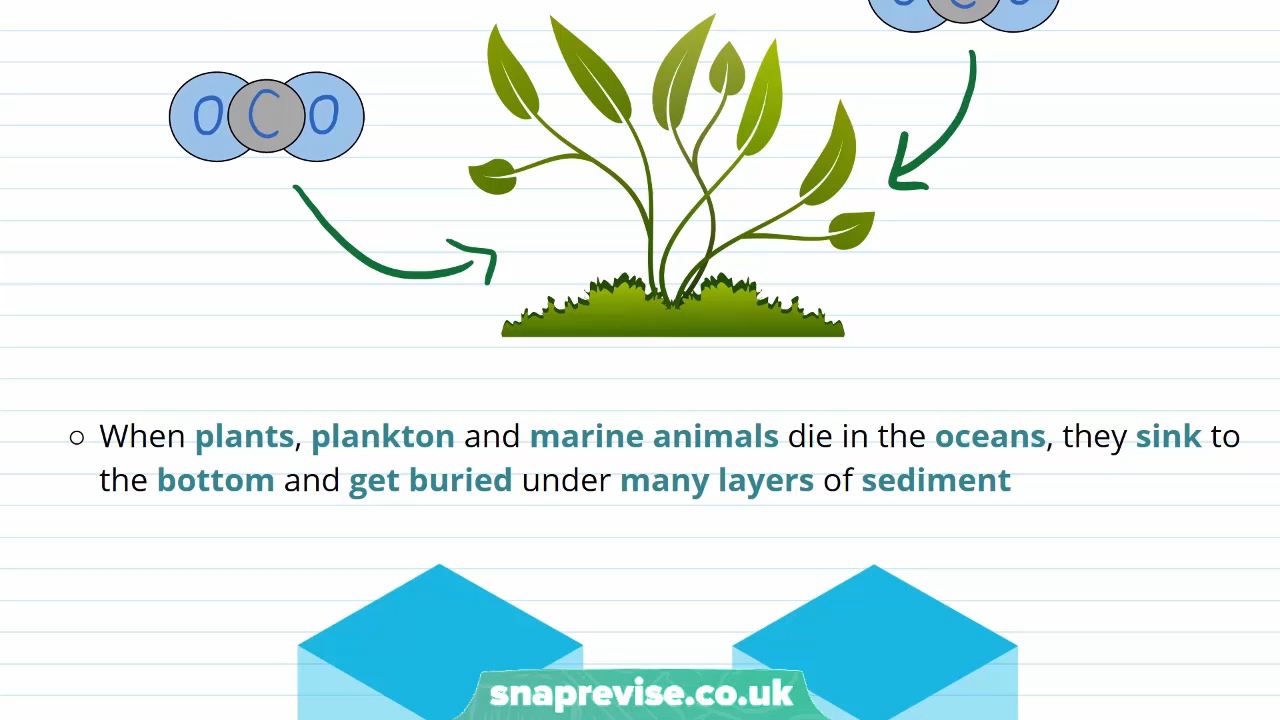 O C O
O C O
○ When plants, plankton and marine animals die in the oceans, they sink to
the bottom and get buried under many layers of sediment
snaprevise.co.uk